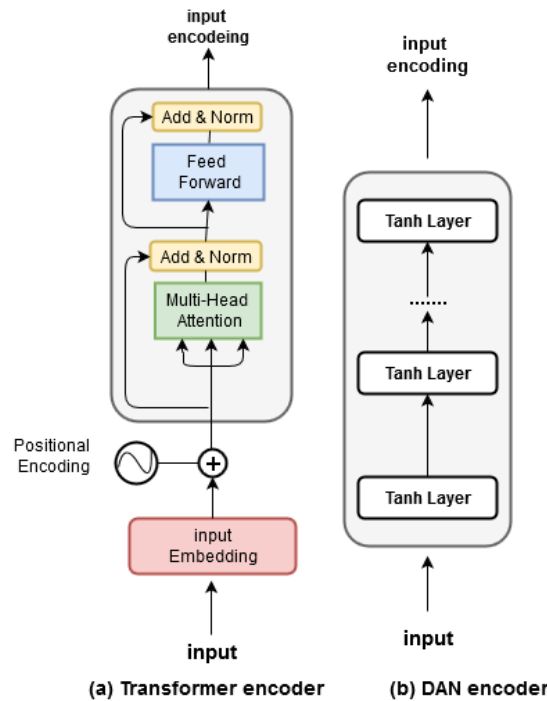 input
encodeing
Add & Norm
Feed
Forward
Add & Norm
Multi-Head
Attention
Positional
Encoding
input
Embedding
input
(a) Transformer encoder
input
encoding
Tanh Layer
.......
Tanh Layer
Tanh Layer
input
(b) DAN encoder